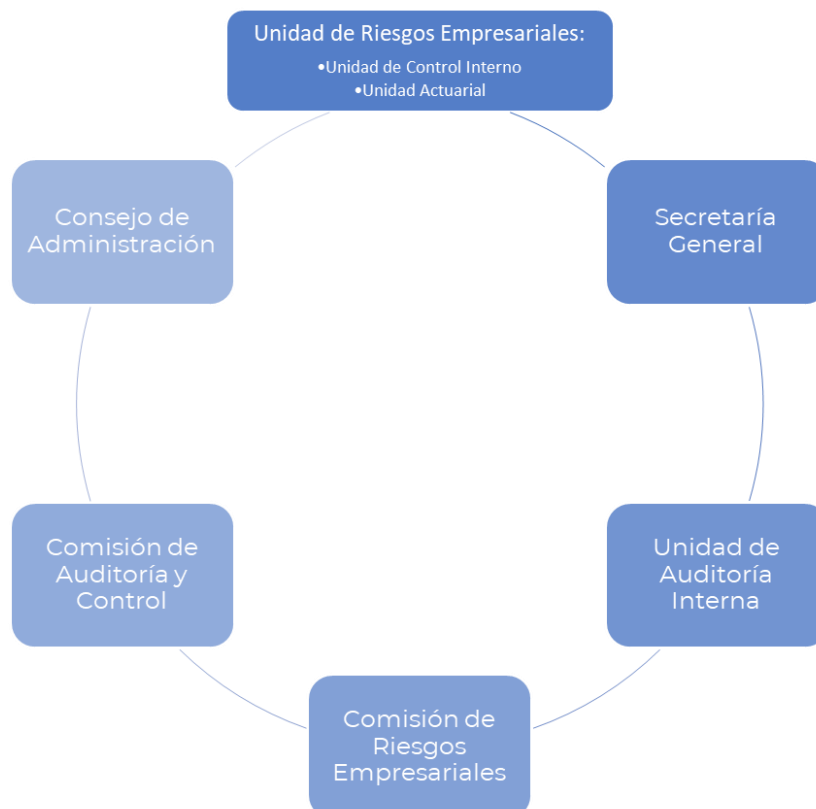 Unidad de Riesgos Empresariales:
•Unidad de Control Interno
•Unidad Actuarial
Secretaría
General
Unidad de
Auditoría
Interna
Comisión de
Riesgos
Empresariales
Comisión de
Auditoría y
Control
Consejo de
Administración